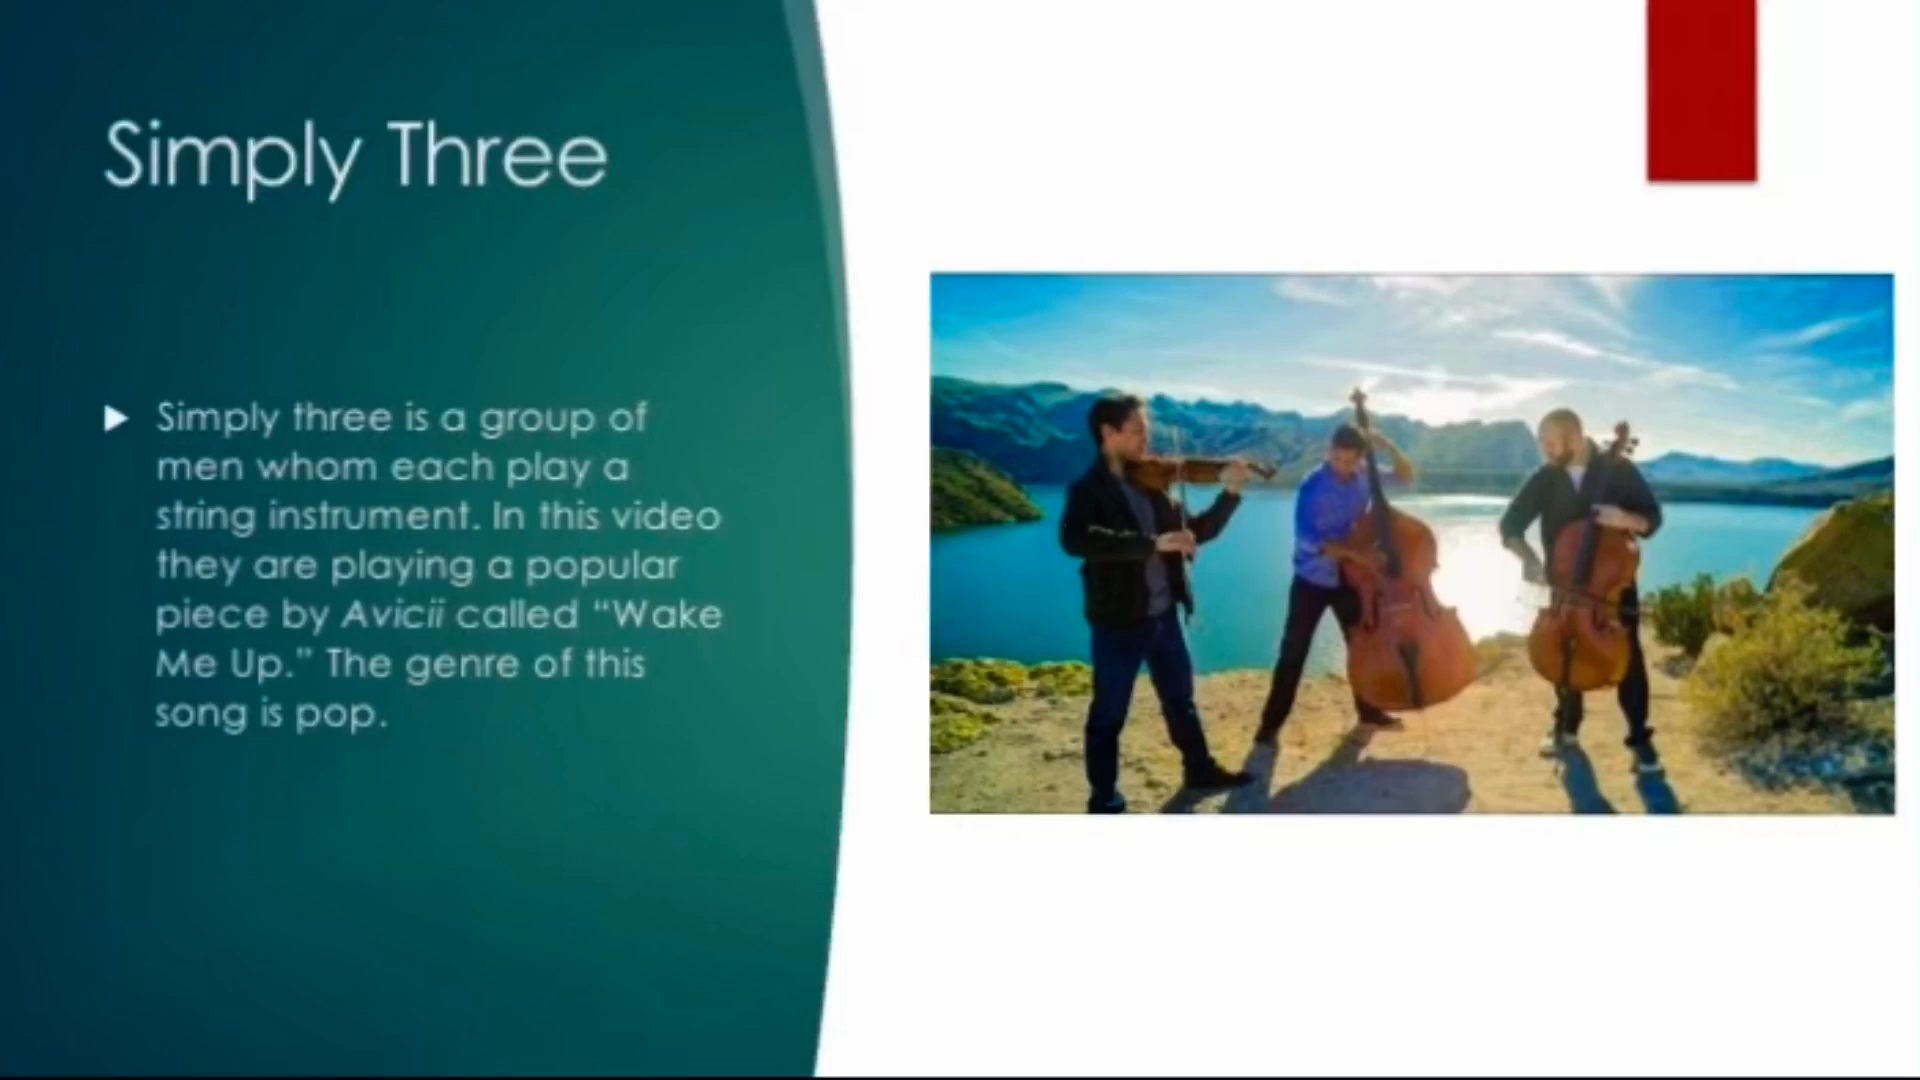 Simply Three
Simply three is a group of
men whom each play a
string instrument. In this video
they are playing a popular
piece by Avicii called “Wake
Me Up.” The genre of this
song is pop.